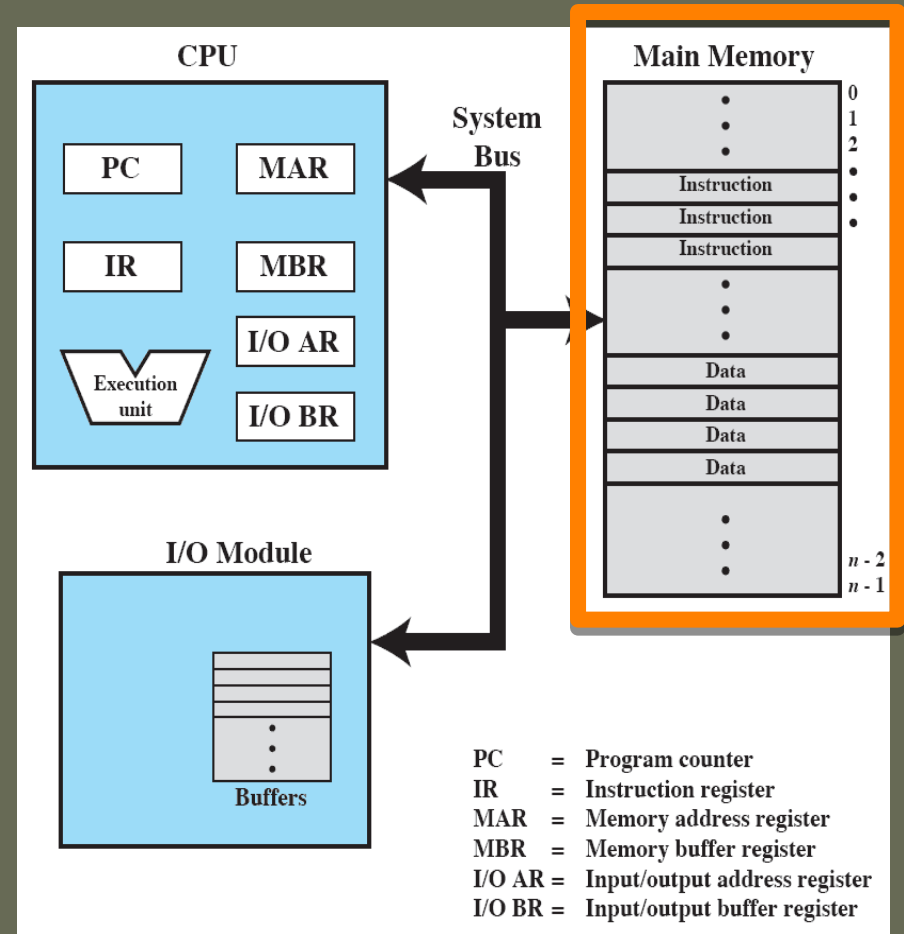 CPU
PC
MAR
IR
MBR
I/O AR
Execution
unit
I/O BR
System
Bus
Main Memory
0
1
2
Instruction
Instruction
Instruction
Data
Data
Data
Data
n - 2
n - 1
I/O Module
Buffers
PC = Program counter
IR = Instruction register
MAR = Memory address register
MBR = Memory buffer register
I/O AR = Input/output address register
I/O BR = Input/output buffer register